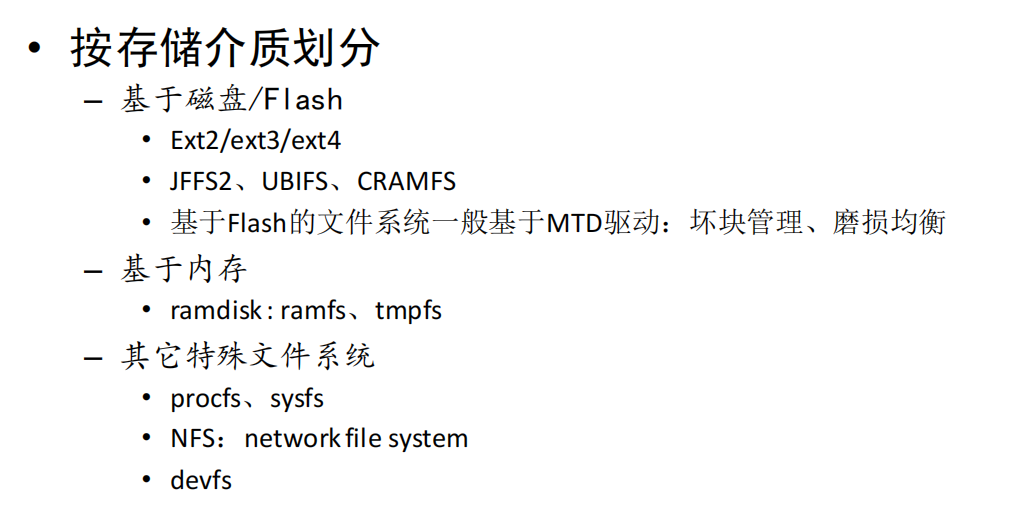 • 按存储介质划分
– 基于磁盘/Flash
• Ext2/ext3/ext4
• JFFS2、UBIFS、CRAMFS
• 基于Flash的文件系统一般基于MTD驱动：坏块管理、磨损均衡
– 基于内存
• ramdisk : ramfs、tmpfs
– 其它特殊文件系统
• procfs、sysfs
• NFS：network file system
• devfs